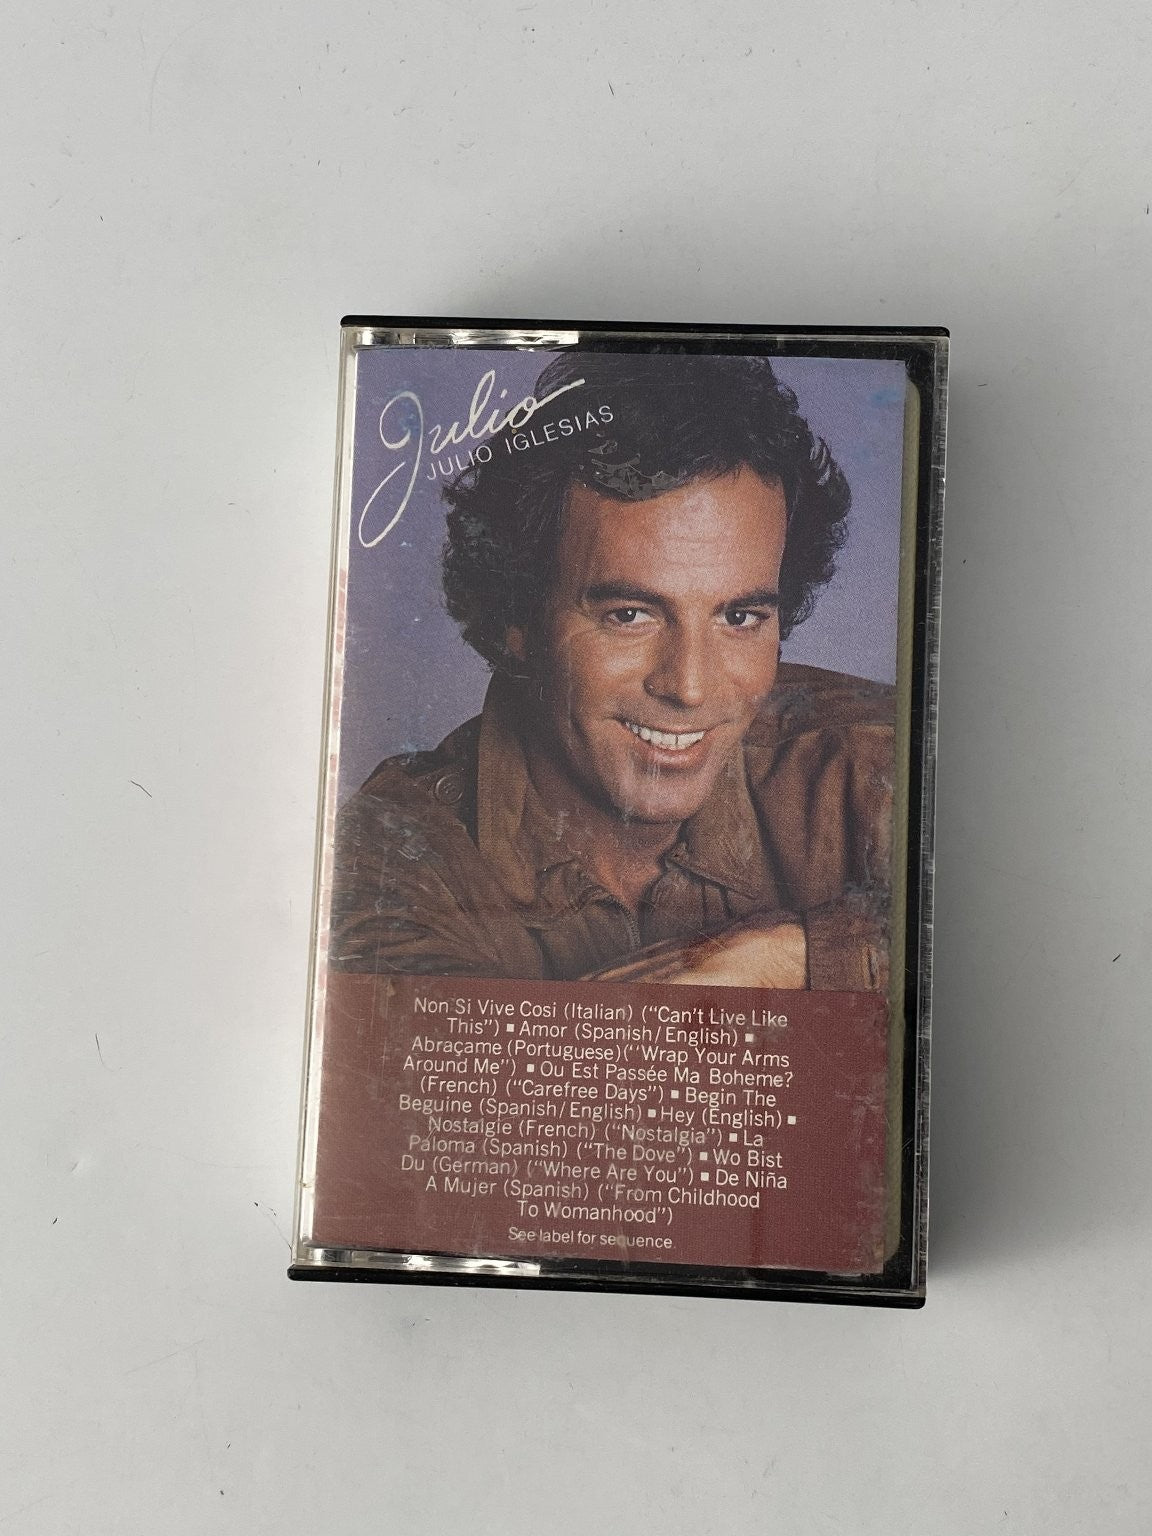 Julio
JULIO IGLESIAS
Non Si Vive Cosi (Italian) ("Can't Live Like
This") ▪ Amor (Spanish/English) ▪
Abraçame (Portuguese)(''Wrap Your Arms
Around Me") ▪ Ou Est Passée Ma Boheme?
(French) ("Carefree Days") ▪ Begin The
Beguine (Spanish/English) ▪ Hey (English) ▪
Nostalgie (French) ("Nostalgia") ▪ La
Paloma (Spanish) ("The Dove") ▪ Wo Bist
Du (German) ("Where Are You") ▪ De Niña
A Mujer (Spanish) ("From Childhood
To Womanhood")
See label for sequence.